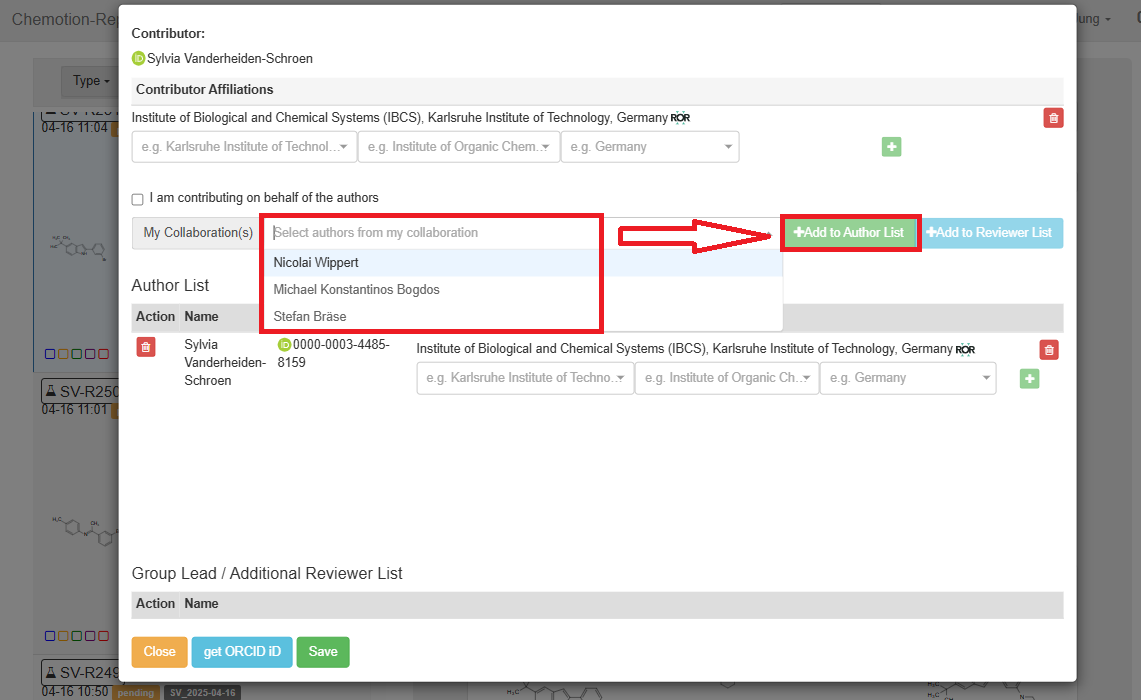 Chemotion-Rep
ung
Contributor:
Sylvia Vanderheiden-Schroen
Type
Contributor Affiliations
Institute of Biological and Chemical Systems (IBCS), Karlsruhe Institute of Technology, Germany ROR
04-16 11:04
e.g. Karlsruhe Institute of Technol... e.g. Institute of Organic Chem... e.g. Germany
I am contributing on behalf of the authors
My Collaboration(s) Select authors from my collaboration Add to Author List Add to Reviewer List
Nicolai Wippert
Michael Konstantinos Bogdos
Stefan Bräse
Author List
Action Name
Sylvia Vanderheiden-Schroen
iD 0000-0003-4485-8159
Institute of Biological and Chemical Systems (IBCS), Karlsruhe Institute of Technology, Germany ROR
e.g. Karlsruhe Institute of Techno... e.g. Institute of Organic Ch... e.g. Germany
SV-R250
04-16 11:01
Group Lead / Additional Reviewer List
Action Name
Close get ORCID iD Save
SV-R249
04-16 10:50 pending SV_2025-04-16